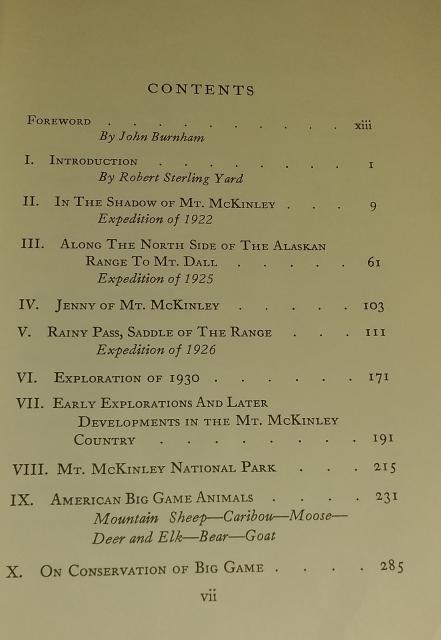 CONTENTS
FOREWORD . . . . . . . . . . xiii
By John Burnham
I. INTRODUCTION . . . . . . . . 1
By Robert Sterling Yard
II. IN THE SHADOW OF MT. MCKINLEY . . . 9
Expedition of 1922
III. ALONG THE NORTH SIDE OF THE ALASKAN
RANGE TO MT. DALL . . . . . 61
Expedition of 1925
IV. JENNY OF MT. MCKINLEY . . . . . 103
V. RAINY PASS, SADDLE OF THE RANGE . . . 111
Expedition of 1926
VI. EXPLORATION OF 1930 . . . . . . 171
VII. EARLY EXPLORATIONS AND LATER
DEVELOPMENTS IN THE MT. MCKINLEY
COUNTRY . . . . . . . . 191
VIII. MT. MCKINLEY NATIONAL PARK . . . 215
IX. AMERICAN BIG GAME ANIMALS . . . . 231
Mountain Sheep—Caribou—Moose—
Deer and Elk—Bear—Goat
X. ON CONSERVATION OF BIG GAME . . . . 285
vii